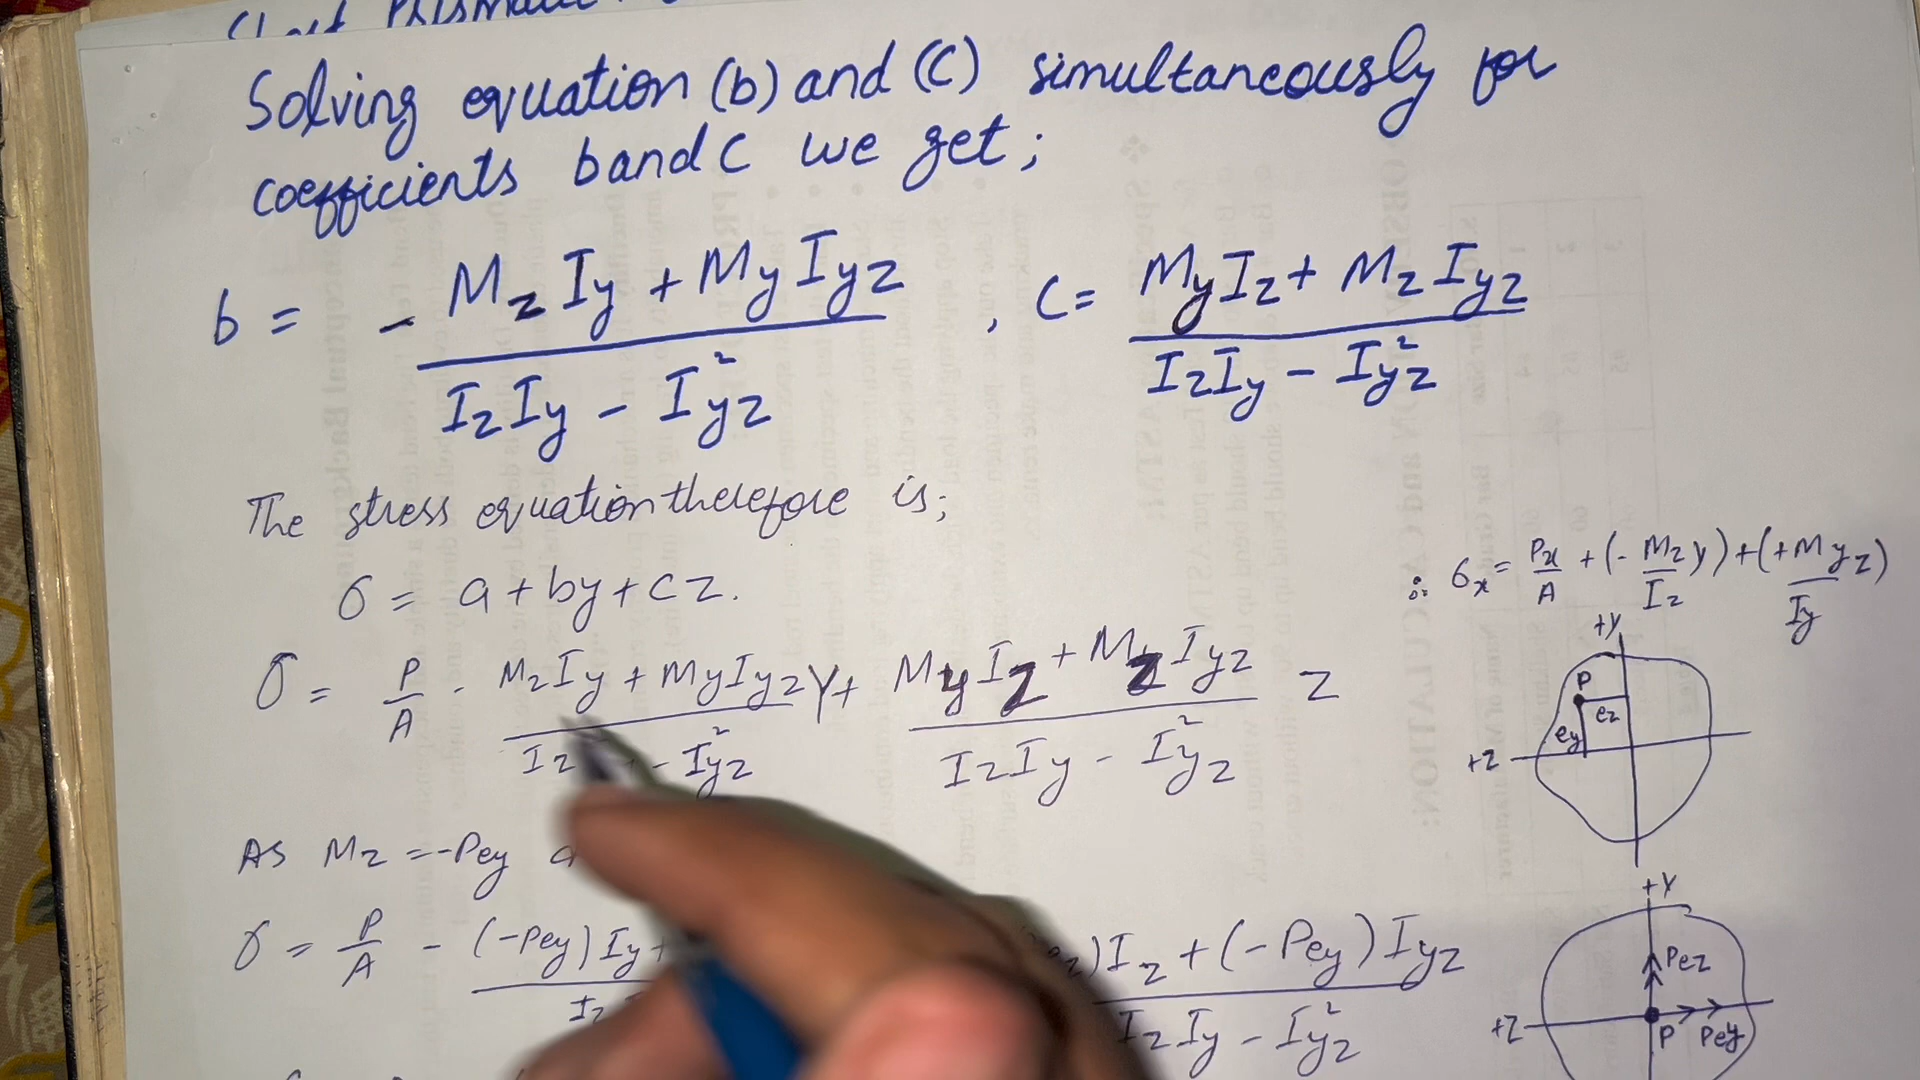 Solving equation (b) and (C) simultaneously for
coefficients b and C we get;
b = - (MzIy + MyIyz) / (IzIy - Iyz²) , C = (MyIz + MzIyz) / (IzIy - Iyz²)
The stress equation therefore is;
σ = a + by + cz.
∴ σx = Px/A + (- Mz/Iz y) + (+ My/Iy z)
σ = P/A - (MzIy + MyIyz) / (Iz - Iyz²) Y + (MyIz + MzIyz) / (IzIy - Iyz²) z
+Y
P
ez
ey
+Z
As Mz = -Pey
σ = P/A - (-Pey)Iy+ )Iz + (-Pey)Iyz
Iz IzIy - Iyz²
+Y
Pez
+Z
P Pey